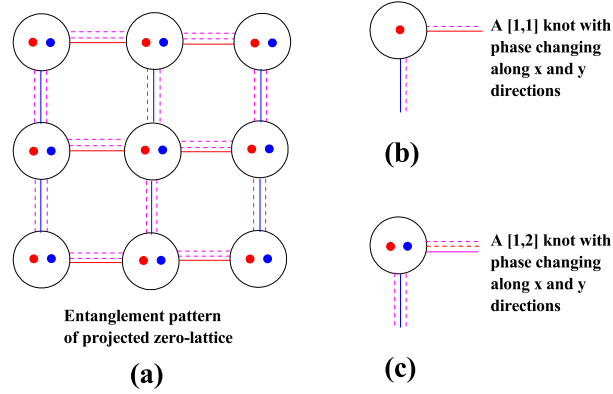 A [1,1] knot with
phase changing
along x and y
directions
(b)
A [1,2] knot with
phase changing
along x and y
directions
Entanglement pattern
of projected zero-lattice
(a)
(c)